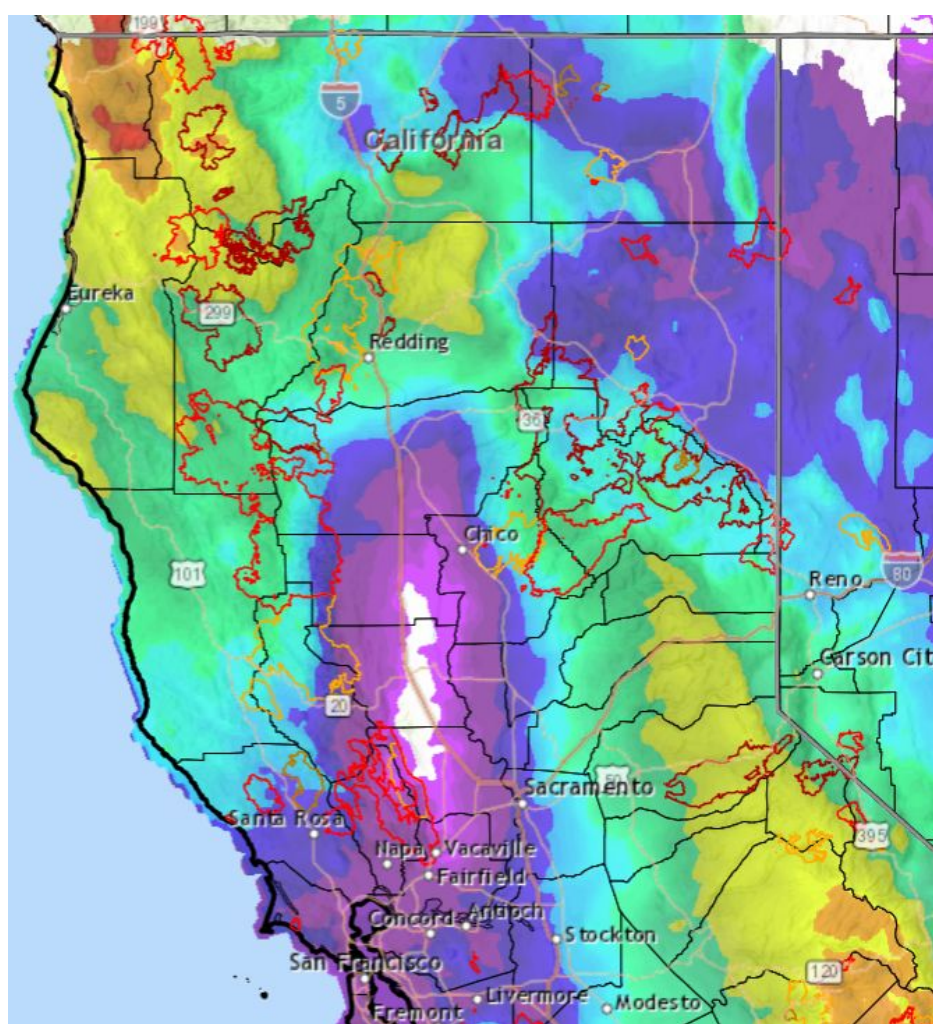 199
5
California
Eureka
299
Redding
36
Chico
101
80
Reno
Carson Cit
20
50
Sacramento
Santa Rosa
395
Napa
Vacaville
Fairfield
Concord
Antioch
Stockton
120
San Francisco
Livermore
Modesto
Fremont